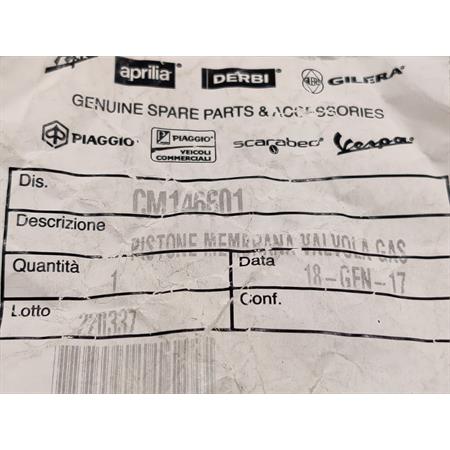 Vespa aprilia DERBI GILERA
GENUINE SPARE PARTS & ACCESSORIES
PIAGGIO PIAGGIO VEICOLI COMMERCIALI scarabeo Vespa
Dis. CM146601
Descrizione PISTONE MEMBRANA VALVOLA GAS
Quantità 1 Data 18-GEN-17
Lotto 220337 Conf.